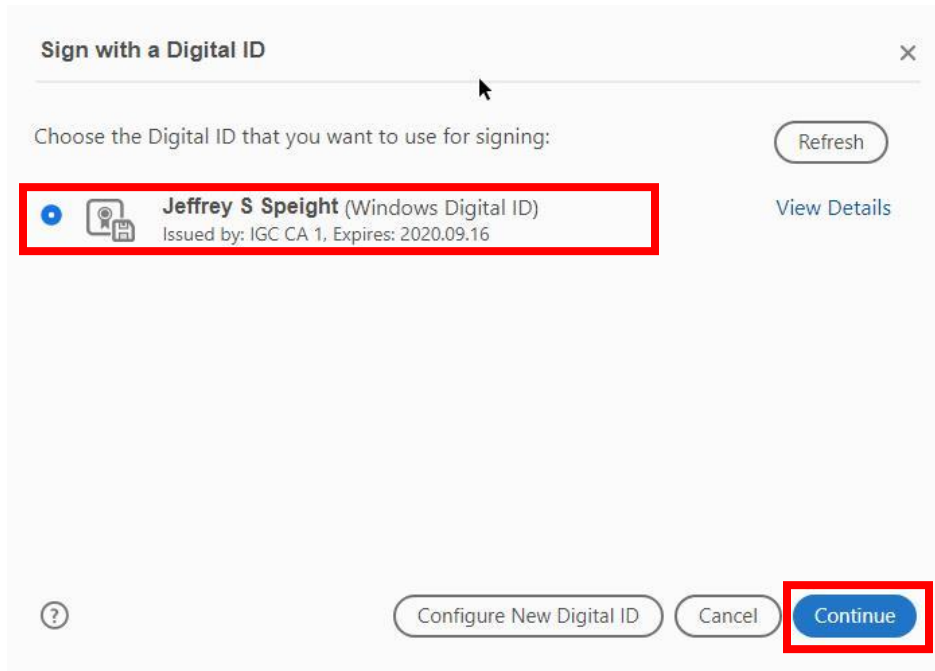 Sign with a Digital ID
Choose the Digital ID that you want to use for signing:
Refresh
Jeffrey S Speight (Windows Digital ID)
View Details
Issued by: IGC CA 1, Expires: 2020.09.16
?
Configure New Digital ID
Cancel
Continue